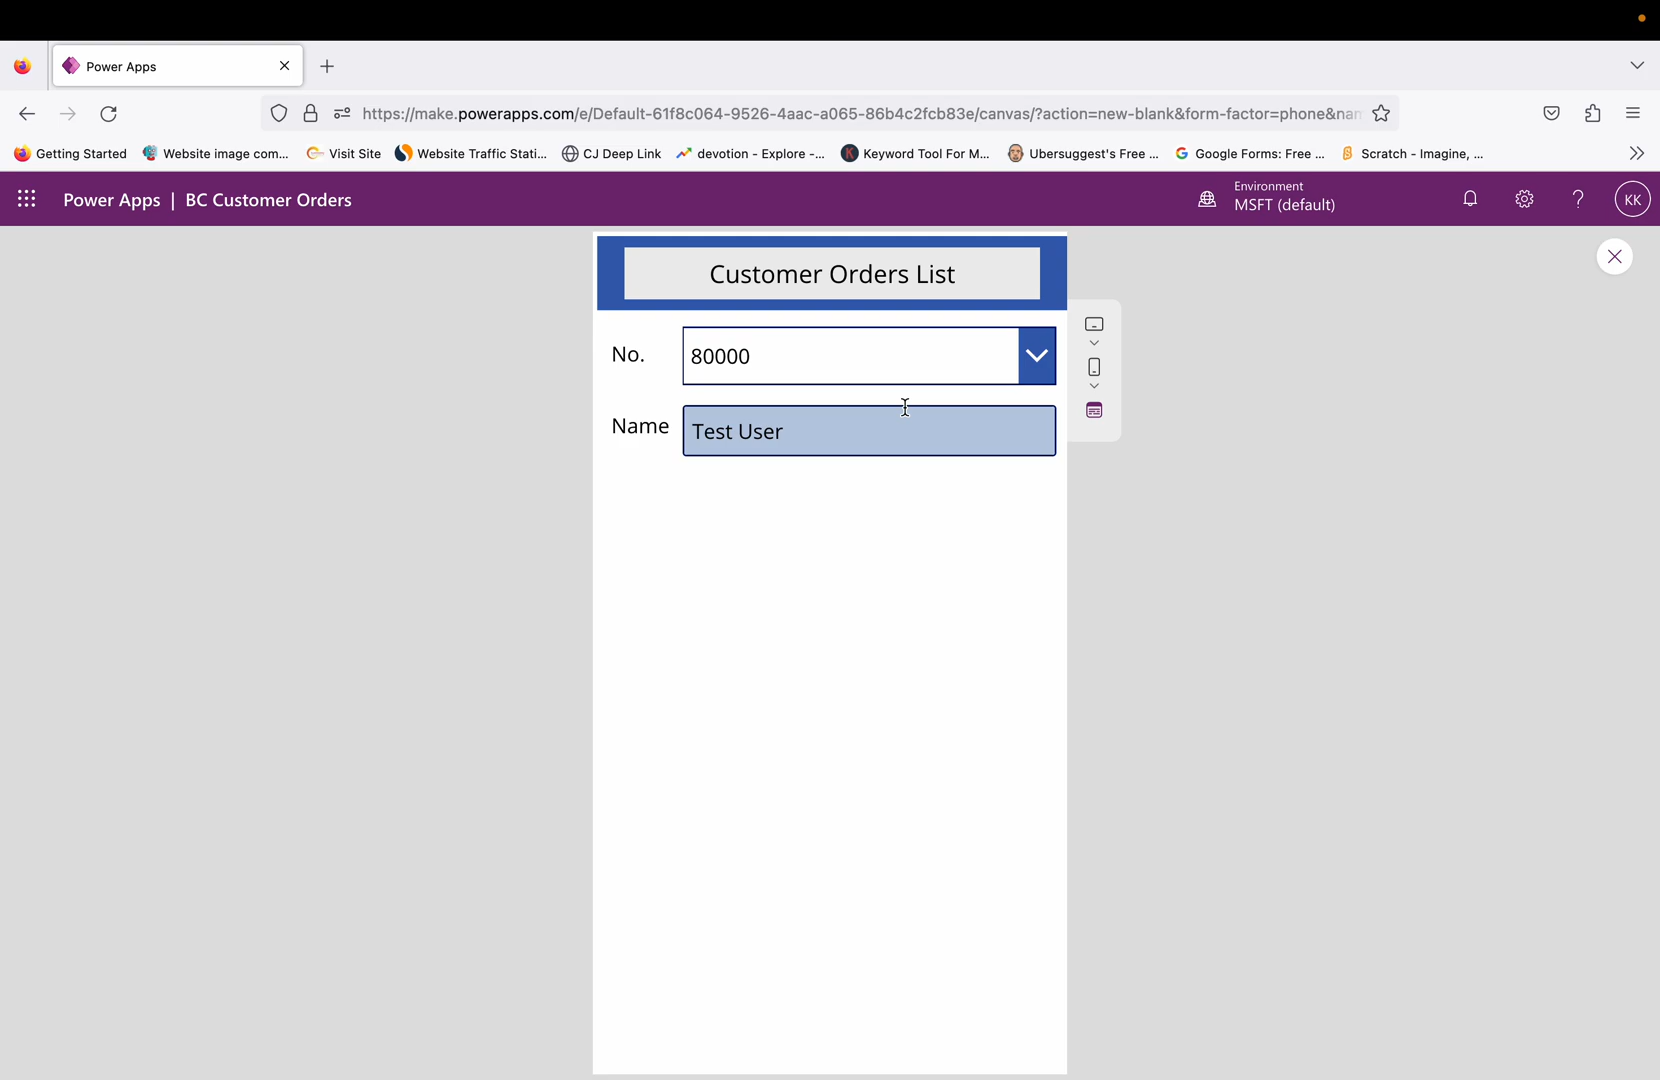 Power Apps
https://make.powerapps.com/e/Default-61f8c064-9526-4aac-a065-86b4c2fcb83e/canvas/?action=new-blank&form-factor=phone&nam
Getting Started Website image com... Visit Site Website Traffic Stati... CJ Deep Link devotion - Explore -... Keyword Tool For M... Ubersuggest's Free ... Google Forms: Free ... Scratch - Imagine, ...
Power Apps | BC Customer Orders
Environment
MSFT (default)
KK
Customer Orders List
No. 80000
Name Test User